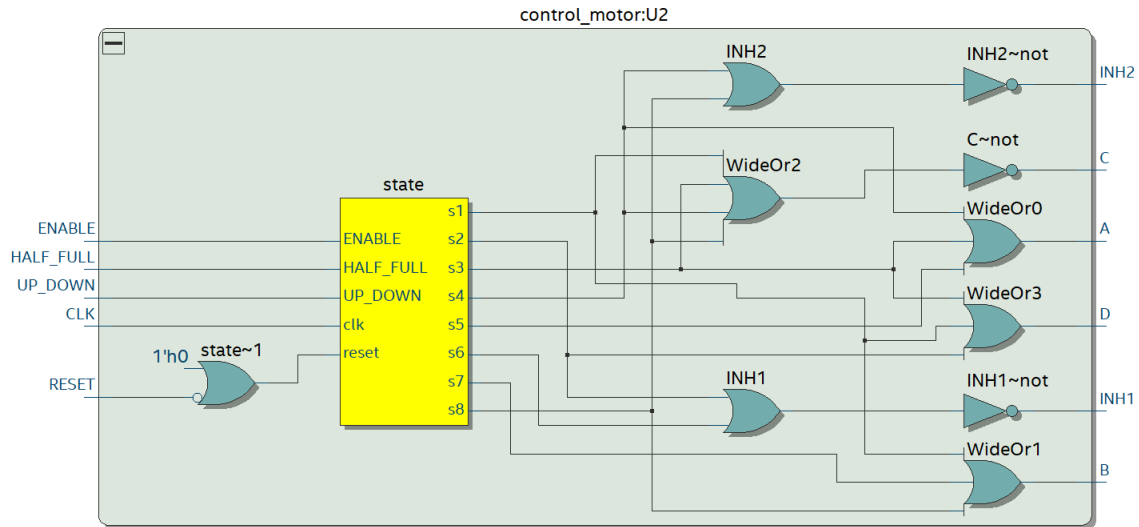 control_motor:U2
INH2
INH2~not
INH2
C~not
C
WideOr2
state
WideOr0
s1
ENABLE
ENABLE
s2
A
HALF_FULL
HALF_FULL
s3
UP_DOWN
UP_DOWN
s4
WideOr3
CLK
clk
s5
D
1'h0
state~1
reset
s6
INH1
INH1~not
RESET
s7
INH1
s8
WideOr1
B